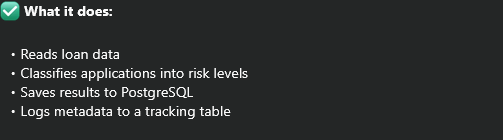 ✅ What it does:
• Reads loan data
• Classifies applications into risk levels
• Saves results to PostgreSQL
• Logs metadata to a tracking table